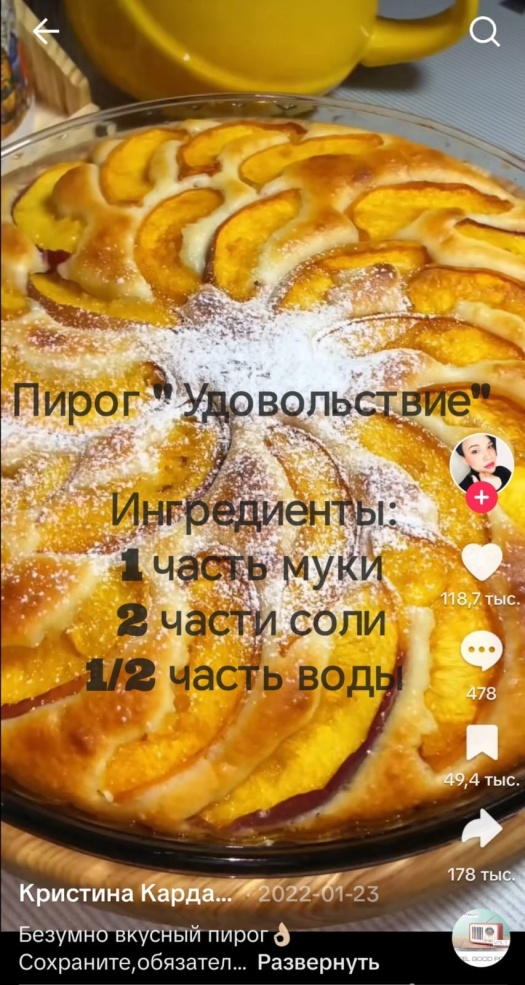 Пирог " Удовольствие"
Ингредиенты:
1 часть муки
2 части соли
1/2 часть воды
118,7 тыс.
478
49,4 тыс.
178 тыс.
Кристина Карда... · 2022-01-23
Безумно вкусный пирог👌🏼
Сохраните,обязател... Развернуть